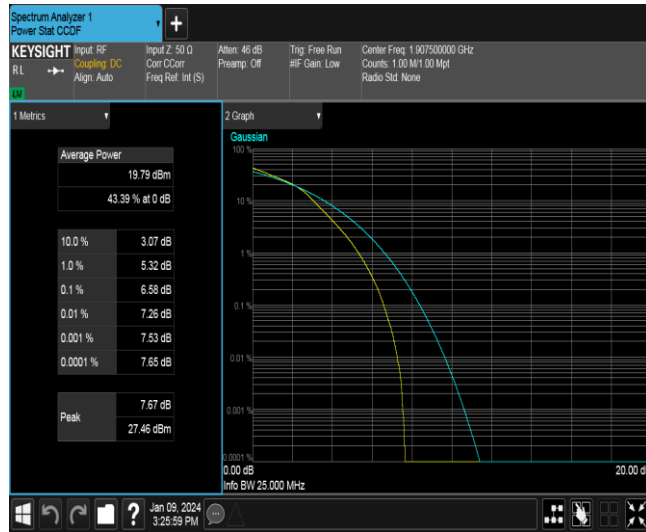 Spectrum Analyzer 1
Power Stat CCDF
+
KEYSIGHT
RL
LXI
Input: RF
Coupling: DC
Align: Auto
Input Z: 50 Ω
Corr CCorr
Freq Ref: Int (S)
Atten: 46 dB
Preamp: Off
Trig: Free Run
#IF Gain: Low
Center Freq: 1.907500000 GHz
Counts: 1.00 M/1.00 Mpt
Radio Std: None
1 Metrics
Average Power
19.79 dBm
43.39 % at 0 dB
10.0 % 3.07 dB
1.0 % 5.32 dB
0.1 % 6.58 dB
0.01 % 7.26 dB
0.001 % 7.53 dB
0.0001 % 7.65 dB
Peak
7.67 dB
27.46 dBm
2 Graph
Gaussian
100 %
10 %
1 %
0.1 %
0.01 %
0.001 %
0.0001 %
0.00 dB
20.00 d
Info BW 25.000 MHz
?
Jan 09, 2024
3:25:59 PM